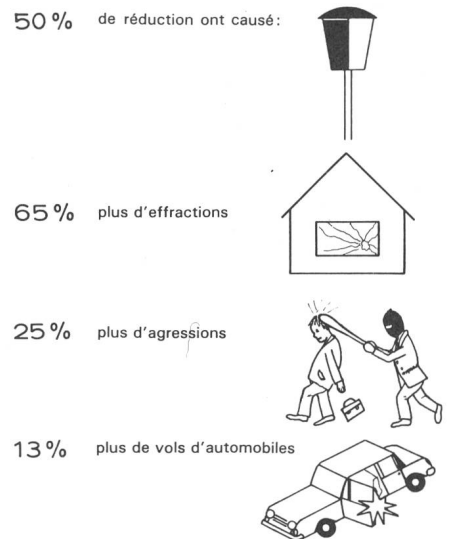 50 % de réduction ont causé:
65 % plus d'effractions
25 % plus d'agressions
13 % plus de vols d'automobiles